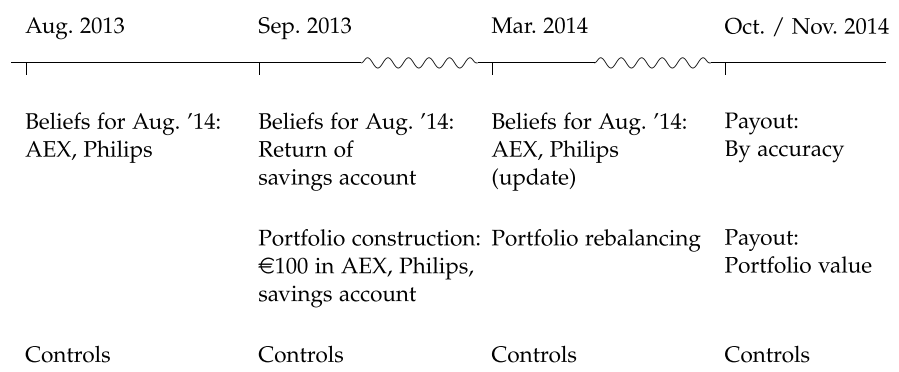 Aug. 2013
Sep. 2013
Mar. 2014
Oct. / Nov. 2014
Beliefs for Aug. ’14:
AEX, Philips
Beliefs for Aug. ’14:
Return of
savings account
Beliefs for Aug. ’14:
AEX, Philips
(update)
Payout:
By accuracy
Portfolio construction:
€100 in AEX, Philips,
savings account
Portfolio rebalancing
Payout:
Portfolio value
Controls
Controls
Controls
Controls